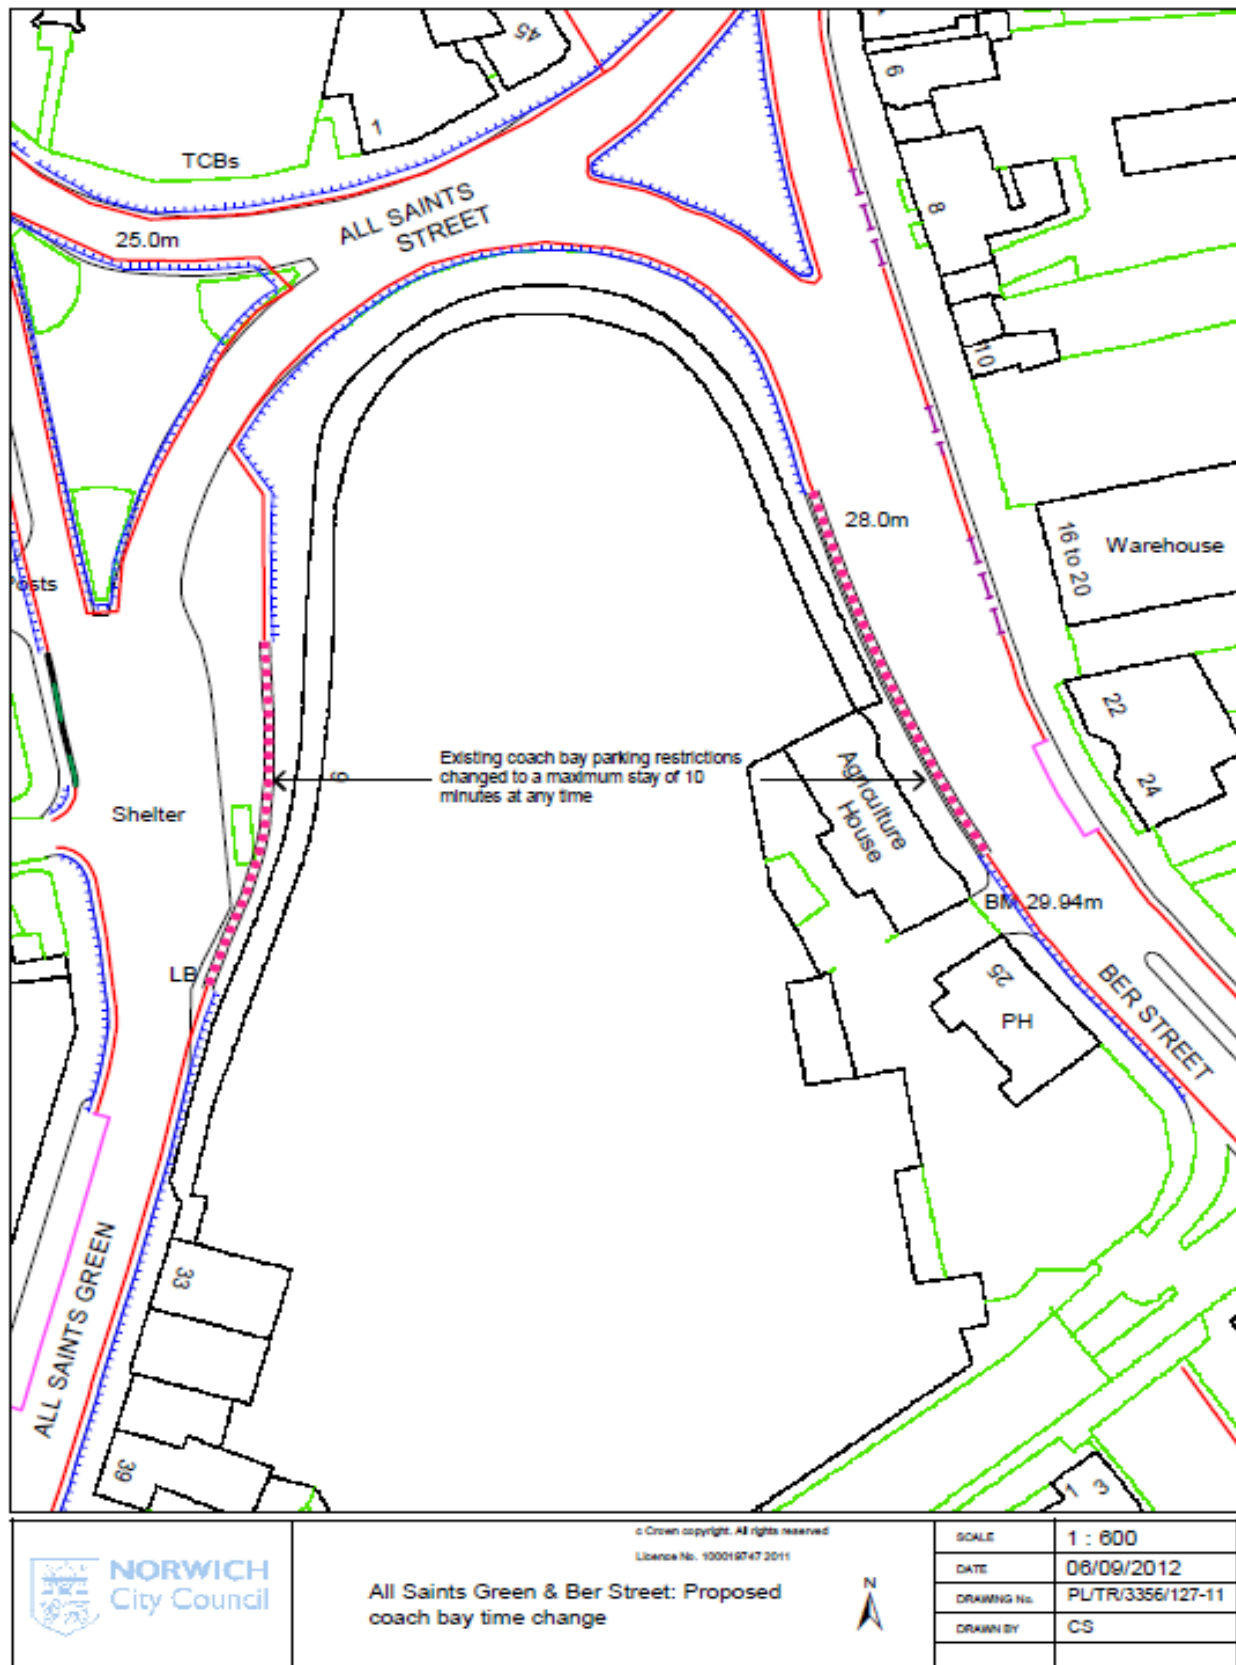 45
1
6
TCBs
ALL SAINTS
STREET
25.0m
8
10
28.0m
16 to 20
Warehouse
Posts
22
24
Existing coach bay parking restrictions
changed to a maximum stay of 10
minutes at any time
9
Agriculture
House
Shelter
BM 29.94m
LB
25
PH
BER STREET
33
ALL SAINTS GREEN
39
1
3
c Crown copyright. All rights reserved
Licence No. 100019747 2011
NORWICH
City Council
All Saints Green & Ber Street: Proposed
coach bay time change
N
SCALE 1 : 600
DATE 06/09/2012
DRAWING No. PL/TR/3356/127-11
DRAWN BY CS